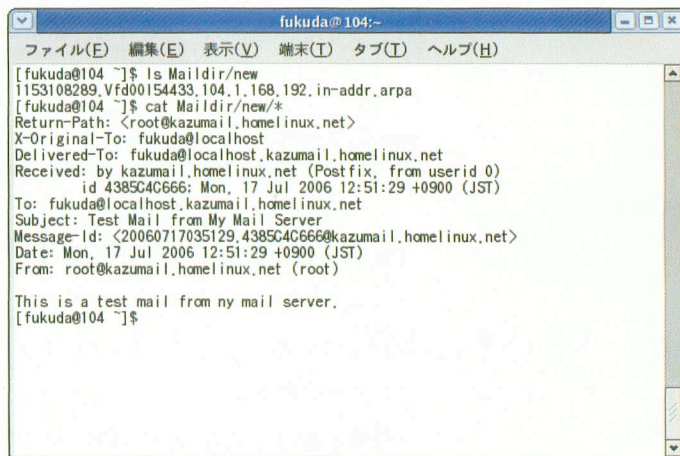 fukuda@104:~
ファイル(F) 編集(E) 表示(V) 端末(T) タブ(T) ヘルプ(H)
[fukuda@104 ~]$ ls Maildir/new
1153108289.Vfd00I54433.104.1.168.192.in-addr.arpa
[fukuda@104 ~]$ cat Maildir/new/*
Return-Path: <root@kazumail.homelinux.net>
X-Original-To: fukuda@localhost
Delivered-To: fukuda@localhost.kazumail.homelinux.net
Received: by kazumail.homelinux.net (Postfix, from userid 0)
        id 4385C4C666; Mon, 17 Jul 2006 12:51:29 +0900 (JST)
To: fukuda@localhost.kazumail.homelinux.net
Subject: Test Mail from My Mail Server
Message-Id: <20060717035129.4385C4C666@kazumail.homelinux.net>
Date: Mon, 17 Jul 2006 12:51:29 +0900 (JST)
From: root@kazumail.homelinux.net (root)

This is a test mail from ny mail server.
[fukuda@104 ~]$